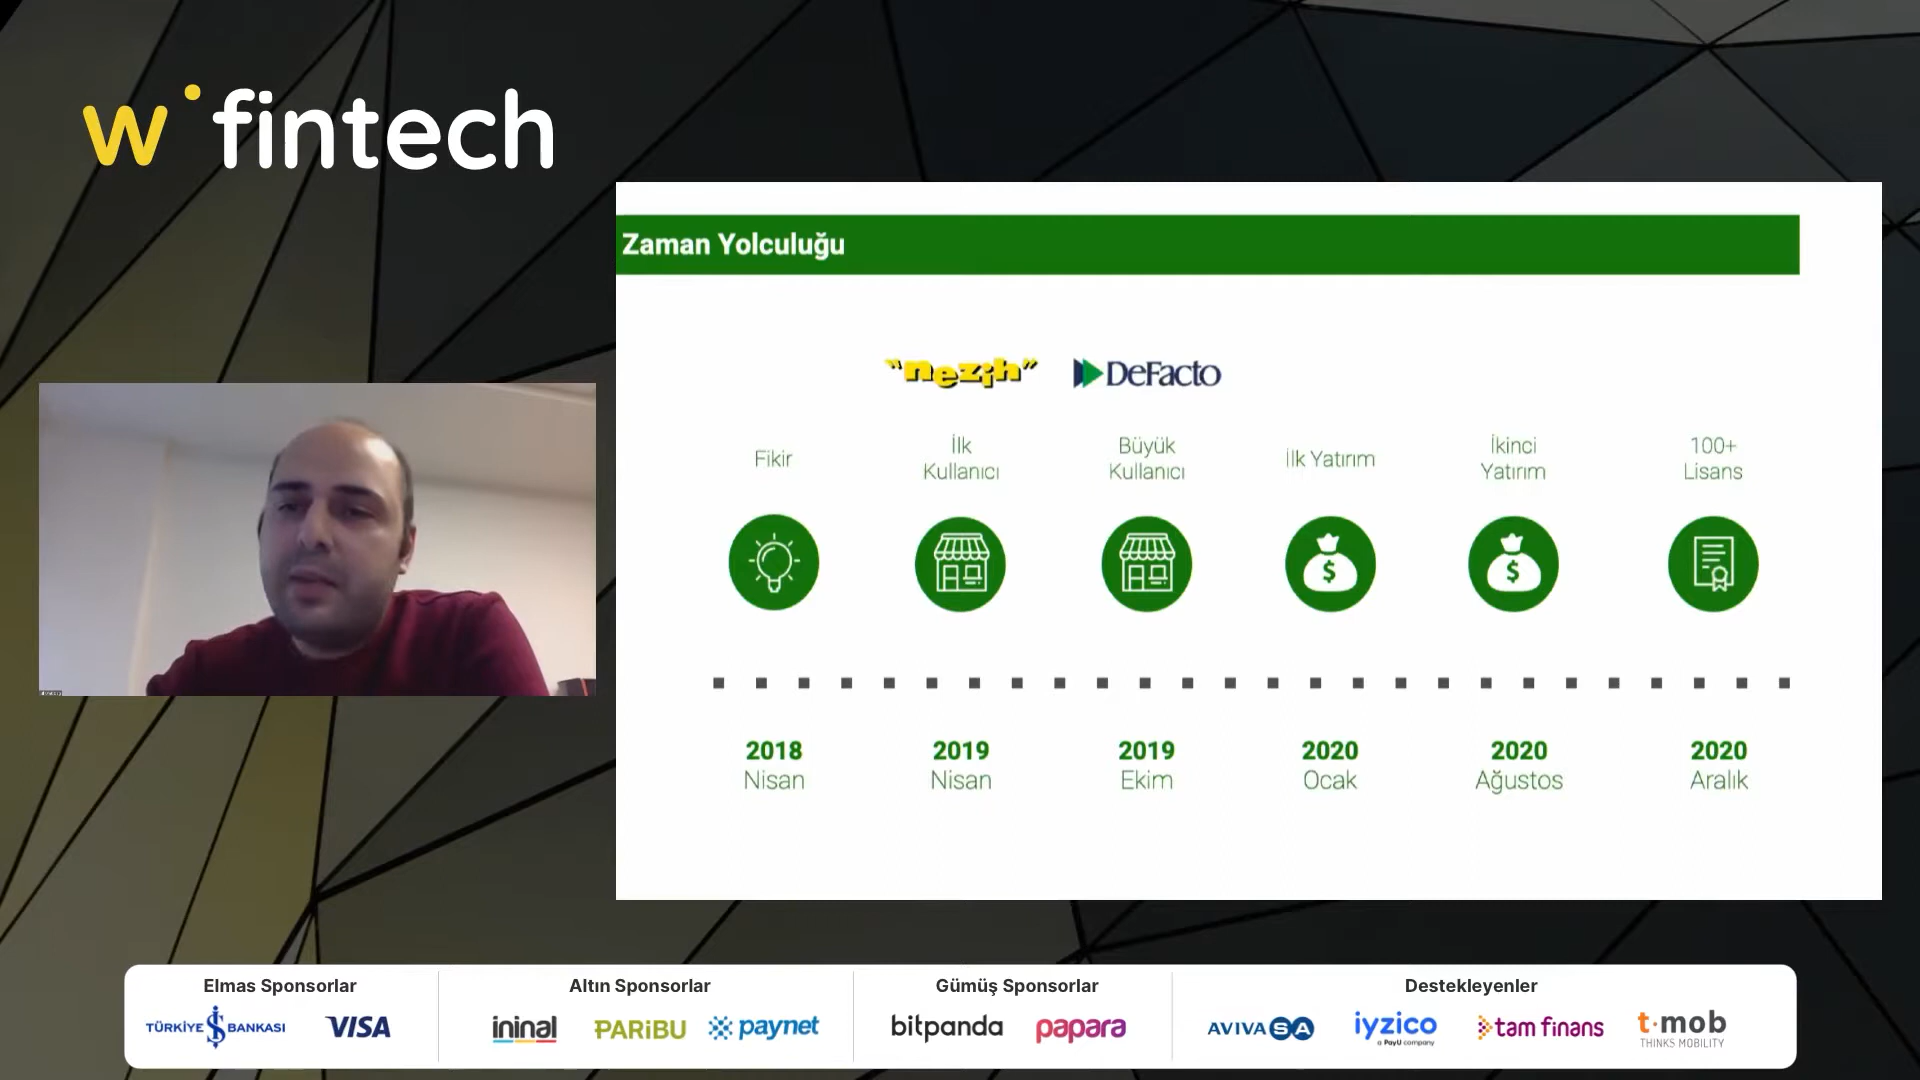 w fintech
Zaman Yolculuğu
"nezih"
DeFacto
Fikir
İlk
Kullanıcı
Büyük
Kullanıcı
İlk Yatırım
İkinci
Yatırım
100+
Lisans
2018
Nisan
2019
Nisan
2019
Ekim
2020
Ocak
2020
Ağustos
2020
Aralık
Elmas Sponsorlar
TÜRKİYE İŞ BANKASI
VISA
Altın Sponsorlar
ininal
PARiBU
paynet
Gümüş Sponsorlar
bitpanda
papara
Destekleyenler
AVIVASA
iyzico
a PayU company
tam finans
t·mob
THINKS MOBILITY